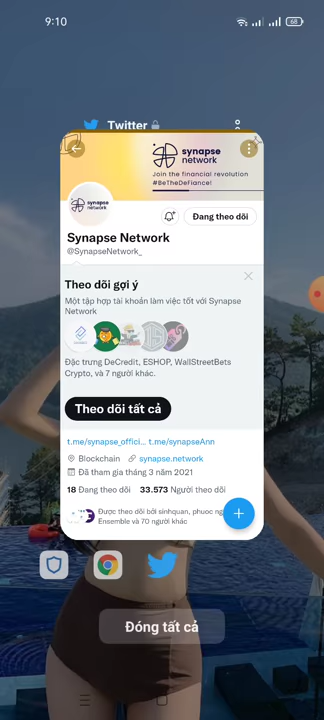 9:10
68
Twitter
synapse
network
Join the financial revolution
#BeTheDeFiance!
synapse
network
Đang theo dõi
Synapse Network
@SynapseNetwork_
Theo dõi gợi ý
Một tập hợp tài khoản làm việc tốt với Synapse
Network
Đặc trưng DeCredit, ESHOP, WallStreetBets
Crypto, và 7 người khác.
Theo dõi tất cả
t.me/synapse_offici... t.me/synapseAnn
Blockchain synapse.network
Đã tham gia tháng 3 năm 2021
18 Đang theo dõi 33.573 Người theo dõi
Được theo dõi bởi sinhquan, phuoc ng
Ensemble và 70 người khác
Đóng tất cả